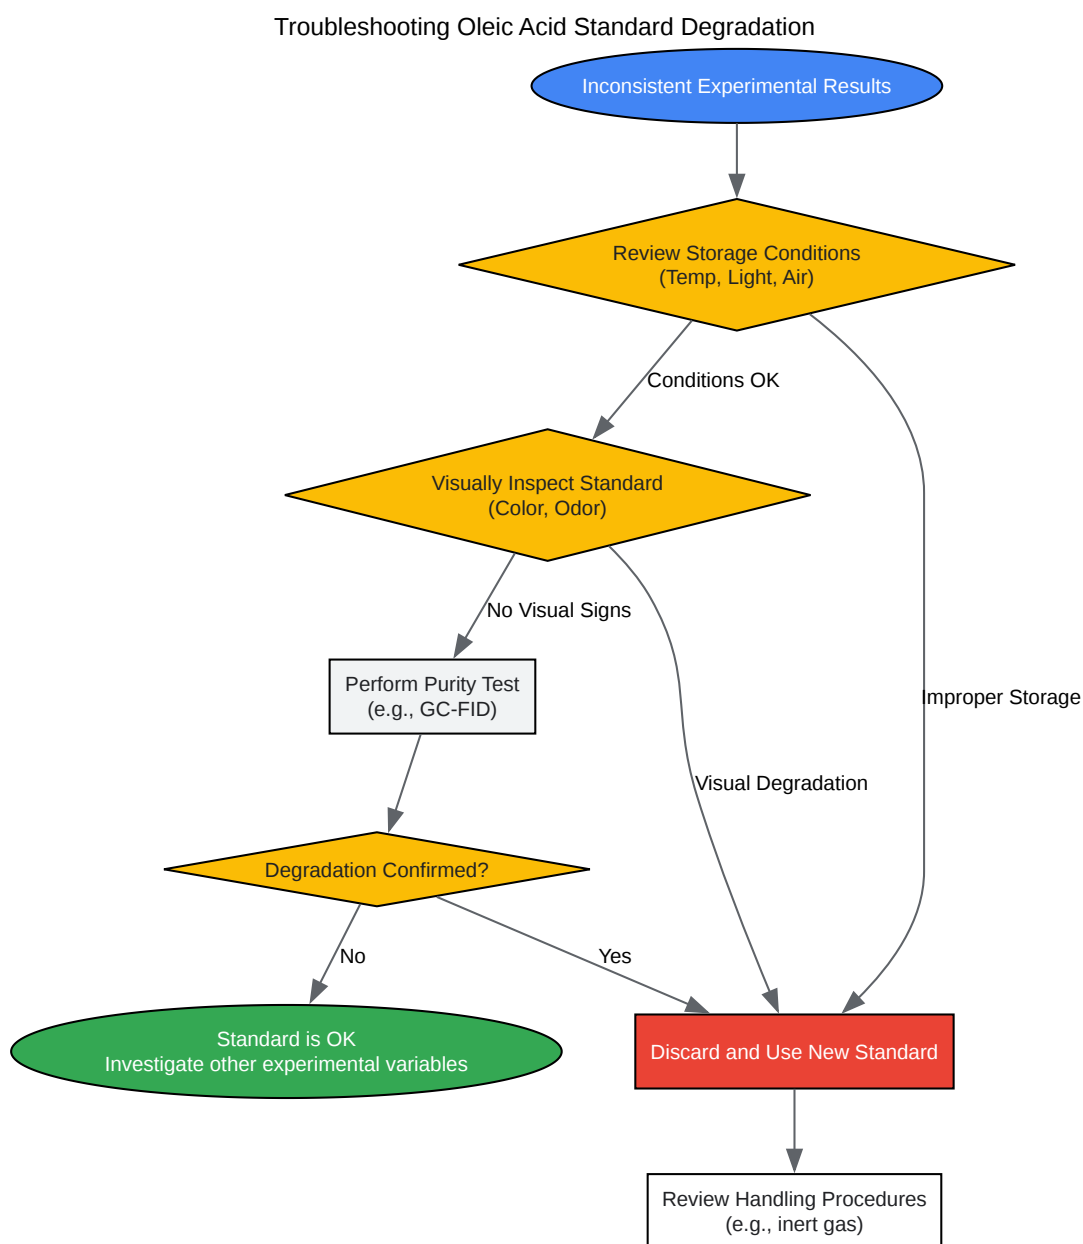 Troubleshooting Oleic Acid Standard Degradation
Inconsistent Experimental Results
Review Storage Conditions
(Temp, Light, Air)
Conditions OK
Visually Inspect Standard
(Color, Odor)
No Visual Signs
Perform Purity Test
(e.g., GC-FID)
Improper Storage
Visual Degradation
Degradation Confirmed?
No
Yes
Standard is OK
Investigate other experimental variables
Discard and Use New Standard
Review Handling Procedures
(e.g., inert gas)